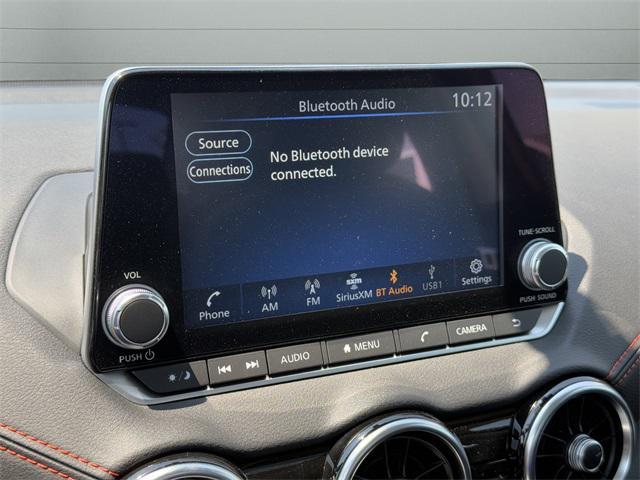 Bluetooth Audio
10:12
Source
Connections
No Bluetooth device
connected.
TUNE•SCROLL
VOL
Phone
AM
FM
sxm
SiriusXM
BT Audio
USB1
Settings
PUSH
PUSH SOUND
AUDIO
MENU
CAMERA